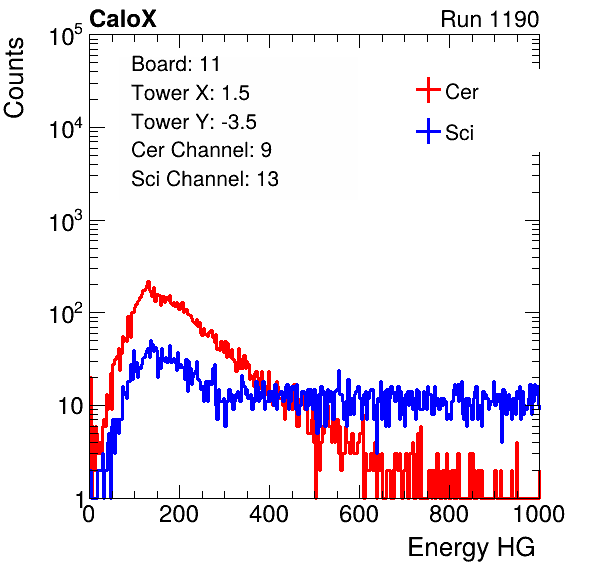 CaloX Run 1190
Counts
10^5
10^4
10^3
10^2
10
1
Board: 11
Tower X: 1.5
Tower Y: -3.5
Cer Channel: 9
Sci Channel: 13
Cer
Sci
0 200 400 600 800 1000
Energy HG